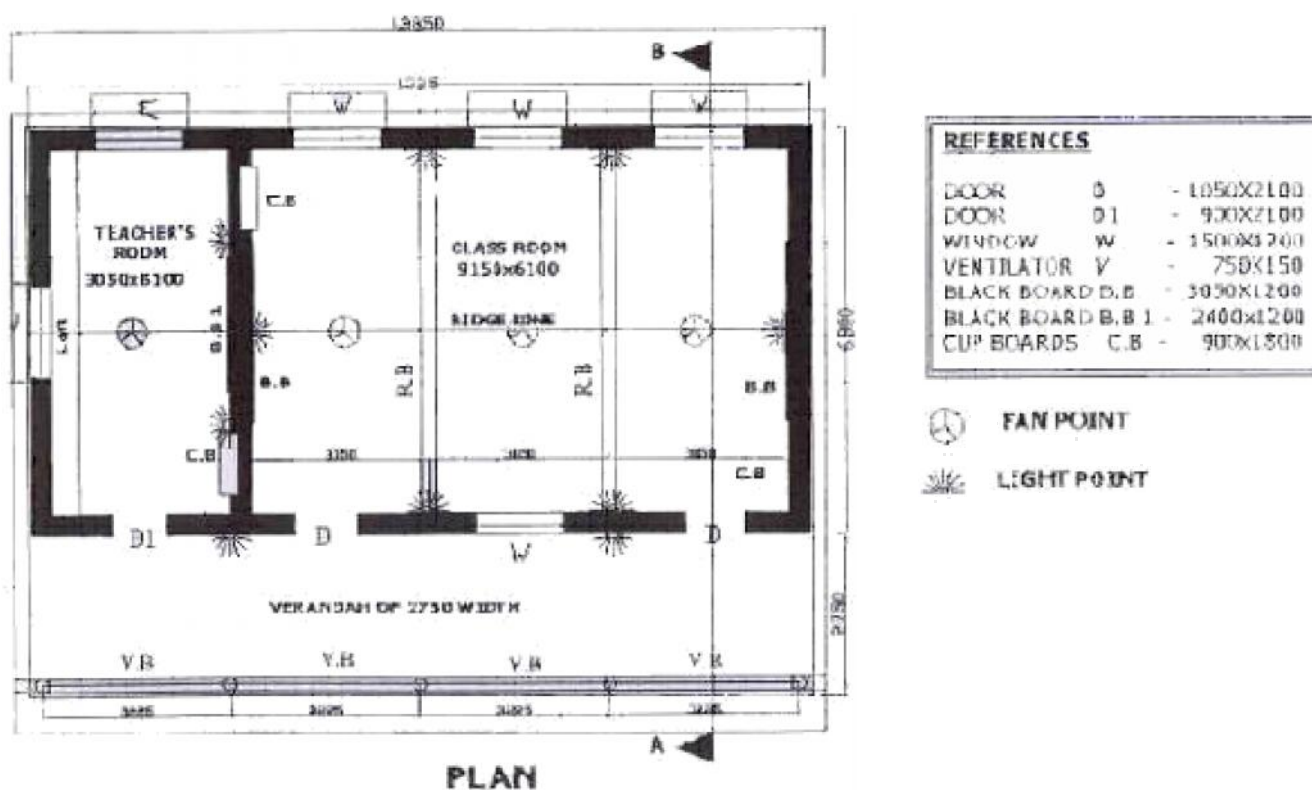 B
W
W
W
TEACHER'S
ROOM
3050x6100
C.B
CLASS ROOM
9150x6100
RIDGE LINE
B.B 1
B.B
R.B
R.B
B.B
C.B
C.B
D1
D
W
D
VERANDAH OF 2750 WIDTH
V.B
V.B
V.B
V.B
A
PLAN
REFERENCES
DOOR D - 1050X2100
DOOR D1 - 900X2100
WINDOW W - 1500X1200
VENTILATOR V - 750X150
BLACK BOARD B.B - 3050X1200
BLACK BOARD B.B 1 - 2400x1200
CUP BOARDS C.B - 900x1800
FAN POINT
LIGHT POINT